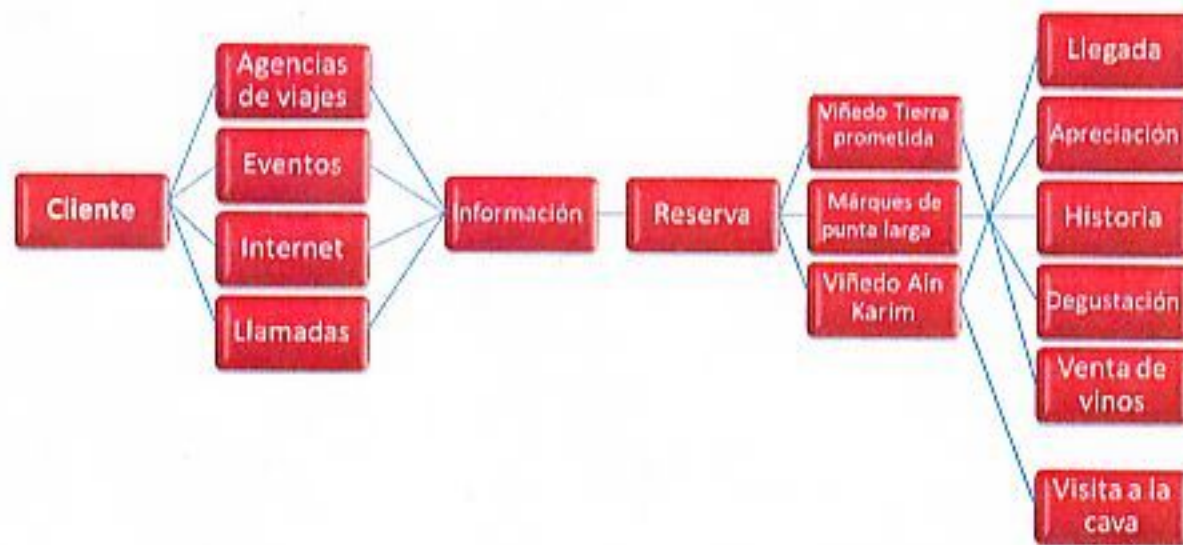 Cliente
Agencias
de viajes
Eventos
Internet
Llamadas
Información
Reserva
Viñedo Tierra
prometida
Márques de
punta larga
Viñedo Ain
Karim
Llegada
Apreciación
Historia
Degustación
Venta de
vinos
Visita a la
cava